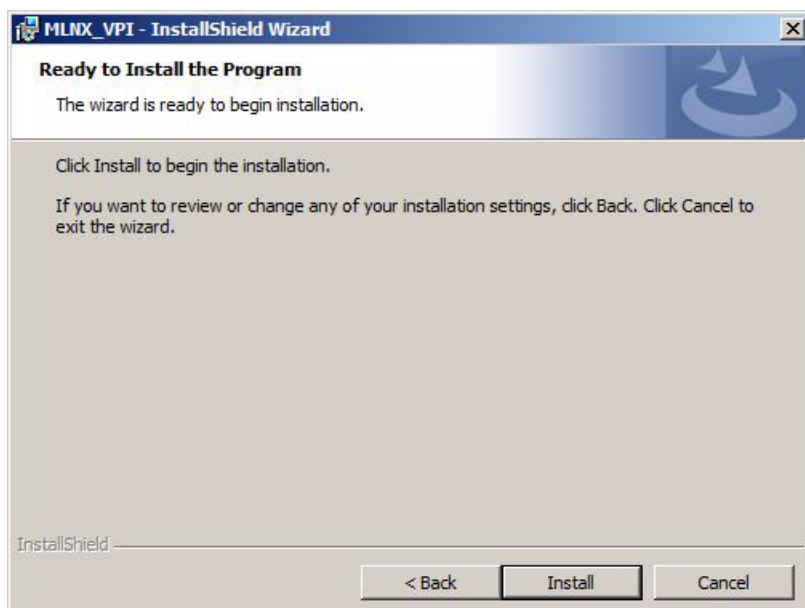 MLNX_VPI - InstallShield Wizard
Ready to Install the Program
The wizard is ready to begin installation.
Click Install to begin the installation.
If you want to review or change any of your installation settings, click Back. Click Cancel to
exit the wizard.
InstallShield
< Back Install Cancel